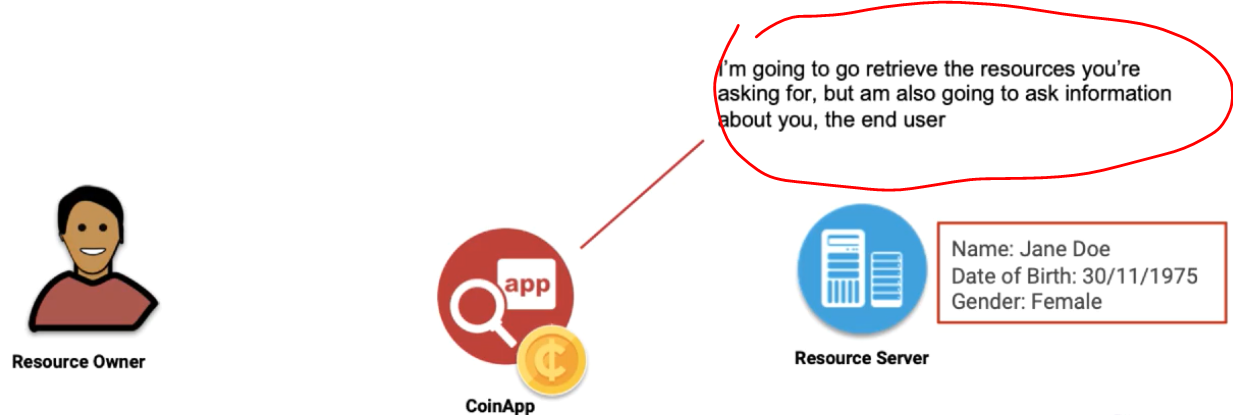 I'm going to go retrieve the resources you're
asking for, but am also going to ask information
about you, the end user
app
Name: Jane Doe
Date of Birth: 30/11/1975
Gender: Female
Resource Owner
Resource Server
CoinApp